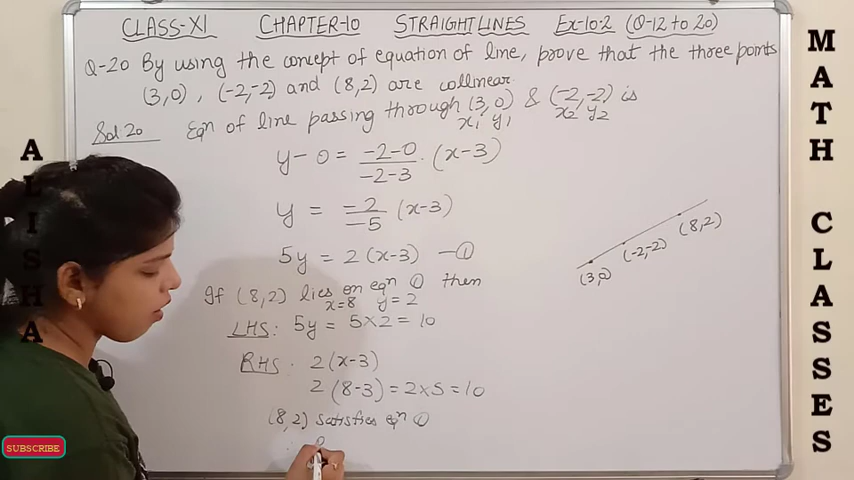 CLASS-XI CHAPTER-10 STRAIGHT LINES Ex-10.2 (Q-12 to 20)
Q-20 By using the concept of equation of line, prove that the three points
(3,0), (-2,-2) and (8,2) are collinear.
Sol 20 Eqn of line passing through (3,0) & (-2,-2) is
x₁ y₁ x₂ y₂
y-0 = -2-0/-2-3 . (x-3)
y = -2/-5 (x-3)
5y = 2(x-3) —①
If (8,2) lies on eqn ① then
x=8 y=2
LHS: 5y = 5×2 = 10
RHS: 2(x-3)
2(8-3) = 2×5 = 10
(8,2) satisfies eqn ①
(3,0) (-2,-2) (8,2)
ALISHA
MATH CLASSES
SUBSCRIBE